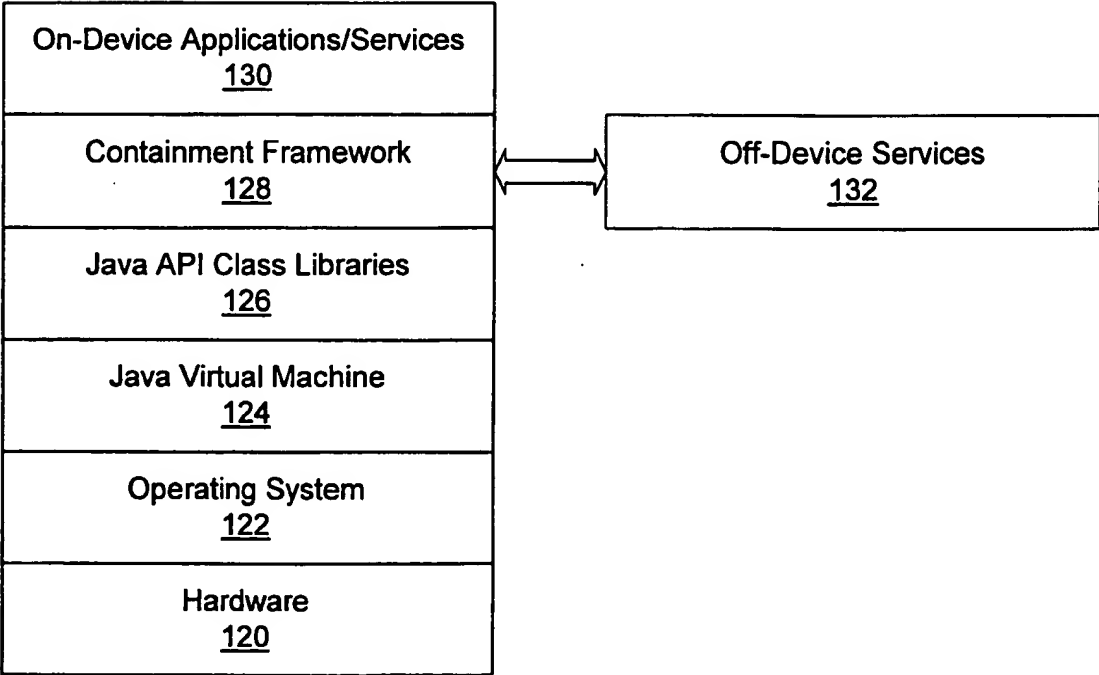 On-Device Applications/Services
130
Containment Framework
128
Off-Device Services
132
Java API Class Libraries
126
Java Virtual Machine
124
Operating System
122
Hardware
120